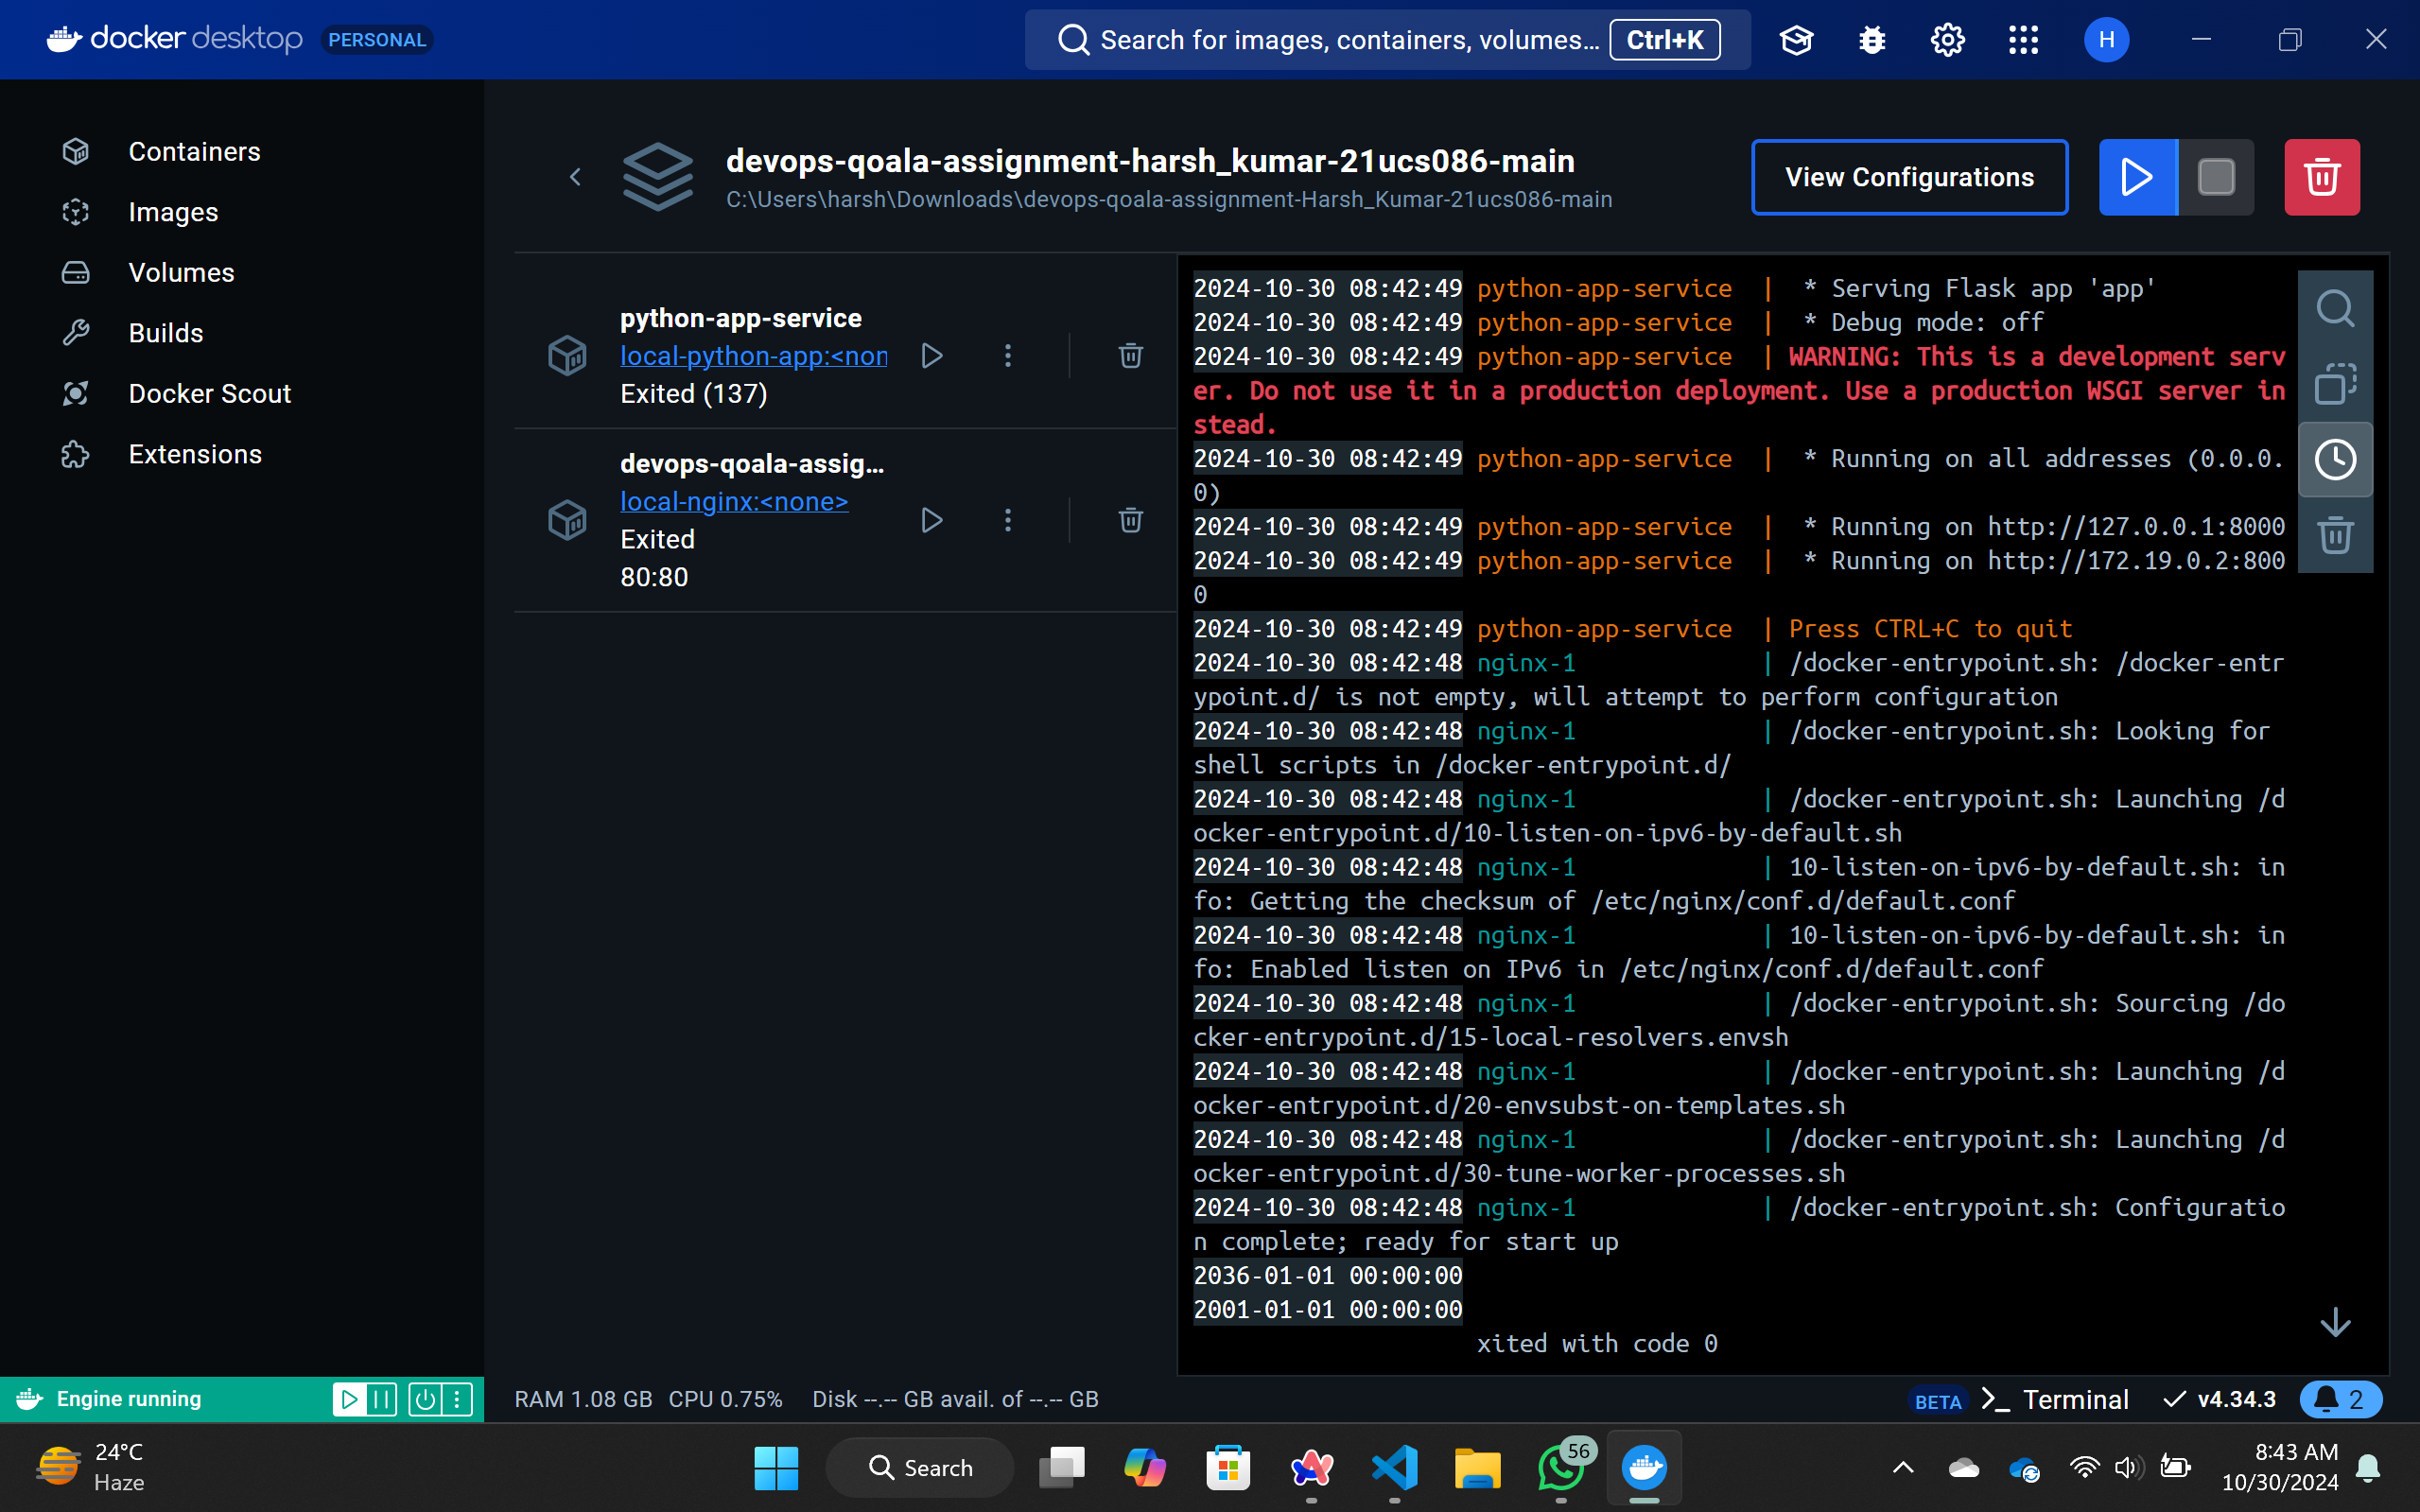 docker desktop PERSONAL
Search for images, containers, volumes... Ctrl+K
H
Containers
Images
Volumes
Builds
Docker Scout
Extensions
devops-qoala-assignment-harsh_kumar-21ucs086-main
C:\Users\harsh\Downloads\devops-qoala-assignment-Harsh_Kumar-21ucs086-main
View Configurations
python-app-service
local-python-app:<non
Exited (137)
devops-qoala-assig...
local-nginx:<none>
Exited
80:80
2024-10-30 08:42:49 python-app-service | * Serving Flask app 'app'
2024-10-30 08:42:49 python-app-service | * Debug mode: off
2024-10-30 08:42:49 python-app-service | WARNING: This is a development serv
er. Do not use it in a production deployment. Use a production WSGI server in
stead.
2024-10-30 08:42:49 python-app-service | * Running on all addresses (0.0.0.
0)
2024-10-30 08:42:49 python-app-service | * Running on http://127.0.0.1:8000
2024-10-30 08:42:49 python-app-service | * Running on http://172.19.0.2:800
0
2024-10-30 08:42:49 python-app-service | Press CTRL+C to quit
2024-10-30 08:42:48 nginx-1 | /docker-entrypoint.sh: /docker-entr
ypoint.d/ is not empty, will attempt to perform configuration
2024-10-30 08:42:48 nginx-1 | /docker-entrypoint.sh: Looking for
shell scripts in /docker-entrypoint.d/
2024-10-30 08:42:48 nginx-1 | /docker-entrypoint.sh: Launching /d
ocker-entrypoint.d/10-listen-on-ipv6-by-default.sh
2024-10-30 08:42:48 nginx-1 | 10-listen-on-ipv6-by-default.sh: in
fo: Getting the checksum of /etc/nginx/conf.d/default.conf
2024-10-30 08:42:48 nginx-1 | 10-listen-on-ipv6-by-default.sh: in
fo: Enabled listen on IPv6 in /etc/nginx/conf.d/default.conf
2024-10-30 08:42:48 nginx-1 | /docker-entrypoint.sh: Sourcing /do
cker-entrypoint.d/15-local-resolvers.envsh
2024-10-30 08:42:48 nginx-1 | /docker-entrypoint.sh: Launching /d
ocker-entrypoint.d/20-envsubst-on-templates.sh
2024-10-30 08:42:48 nginx-1 | /docker-entrypoint.sh: Launching /d
ocker-entrypoint.d/30-tune-worker-processes.sh
2024-10-30 08:42:48 nginx-1 | /docker-entrypoint.sh: Configuratio
n complete; ready for start up
2036-01-01 00:00:00
2001-01-01 00:00:00
xited with code 0
Engine running
RAM 1.08 GB CPU 0.75% Disk --.-- GB avail. of --.-- GB
BETA Terminal v4.34.3 2
24°C
Haze
Search
56
8:43 AM
10/30/2024